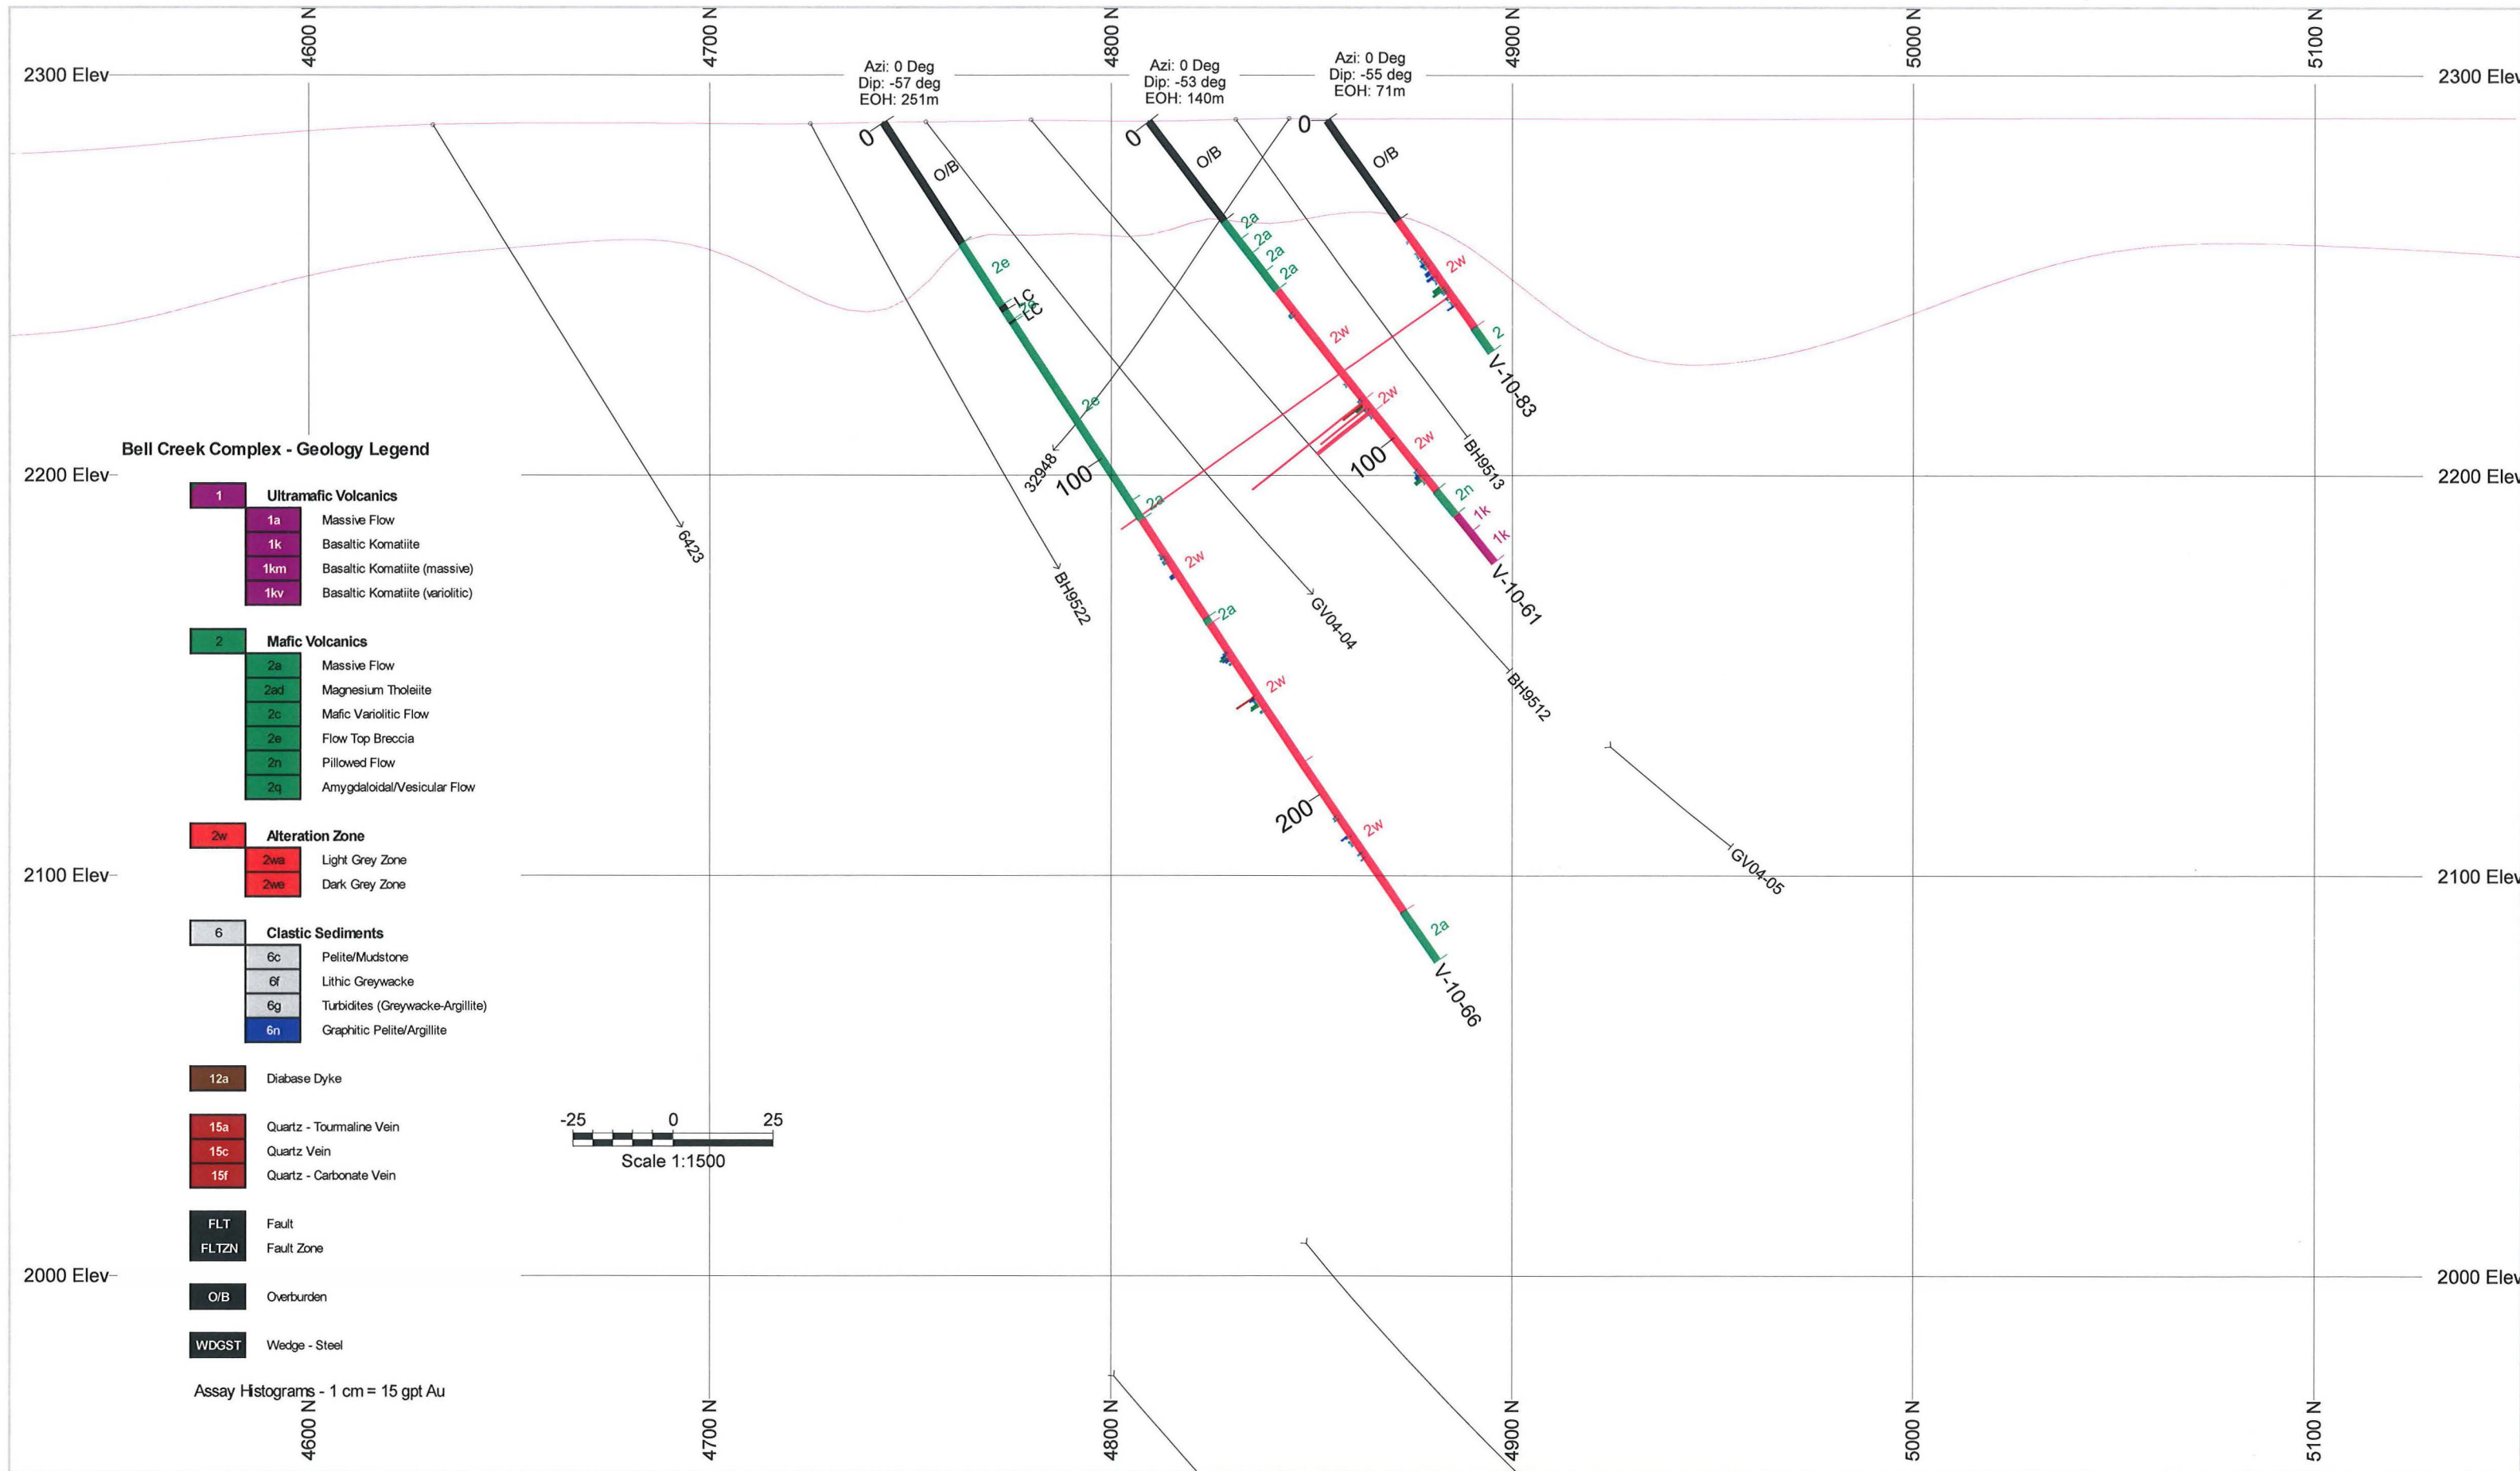 4600 N
4700 N
4800 N
4900 N
5000 N
5100 N
2300 Elev
2300 Elev
Azi: 0 Deg
Dip: -57 deg
EOH: 251m
Azi: 0 Deg
Dip: -53 deg
EOH: 140m
Azi: 0 Deg
Dip: -55 deg
EOH: 71m
0
O/B
2e
LC
LC
2e
100
2a
2w
2a
2w
200
2w
2a
V-10-66
0
O/B
2a
2a
2a
2a
2w
2w
2w
100
2n
1k
1k
V-10-61
0
O/B
2w
2
V-10-83
6423
BH9522
32948
GV04-04
BH9512
BH9513
GV04-05
2200 Elev
2200 Elev
2100 Elev
2100 Elev
2000 Elev
2000 Elev
Bell Creek Complex - Geology Legend
1 Ultramafic Volcanics
1a Massive Flow
1k Basaltic Komatiite
1km Basaltic Komatiite (massive)
1kv Basaltic Komatiite (variolitic)
2 Mafic Volcanics
2a Massive Flow
2ad Magnesium Tholeiite
2c Mafic Variolitic Flow
2e Flow Top Breccia
2n Pillowed Flow
2q Amygdaloidal/Vesicular Flow
2w Alteration Zone
2wa Light Grey Zone
2we Dark Grey Zone
6 Clastic Sediments
6c Pelite/Mudstone
6f Lithic Greywacke
6g Turbidites (Greywacke-Argillite)
6n Graphitic Pelite/Argillite
12a Diabase Dyke
15a Quartz - Tourmaline Vein
15c Quartz Vein
15f Quartz - Carbonate Vein
FLT Fault
FLTZN Fault Zone
O/B Overburden
WDGST Wedge - Steel
Assay Histograms - 1 cm = 15 gpt Au
-25 0 25
Scale 1:1500
4600 N
4700 N
4800 N
4900 N
5000 N
5100 N